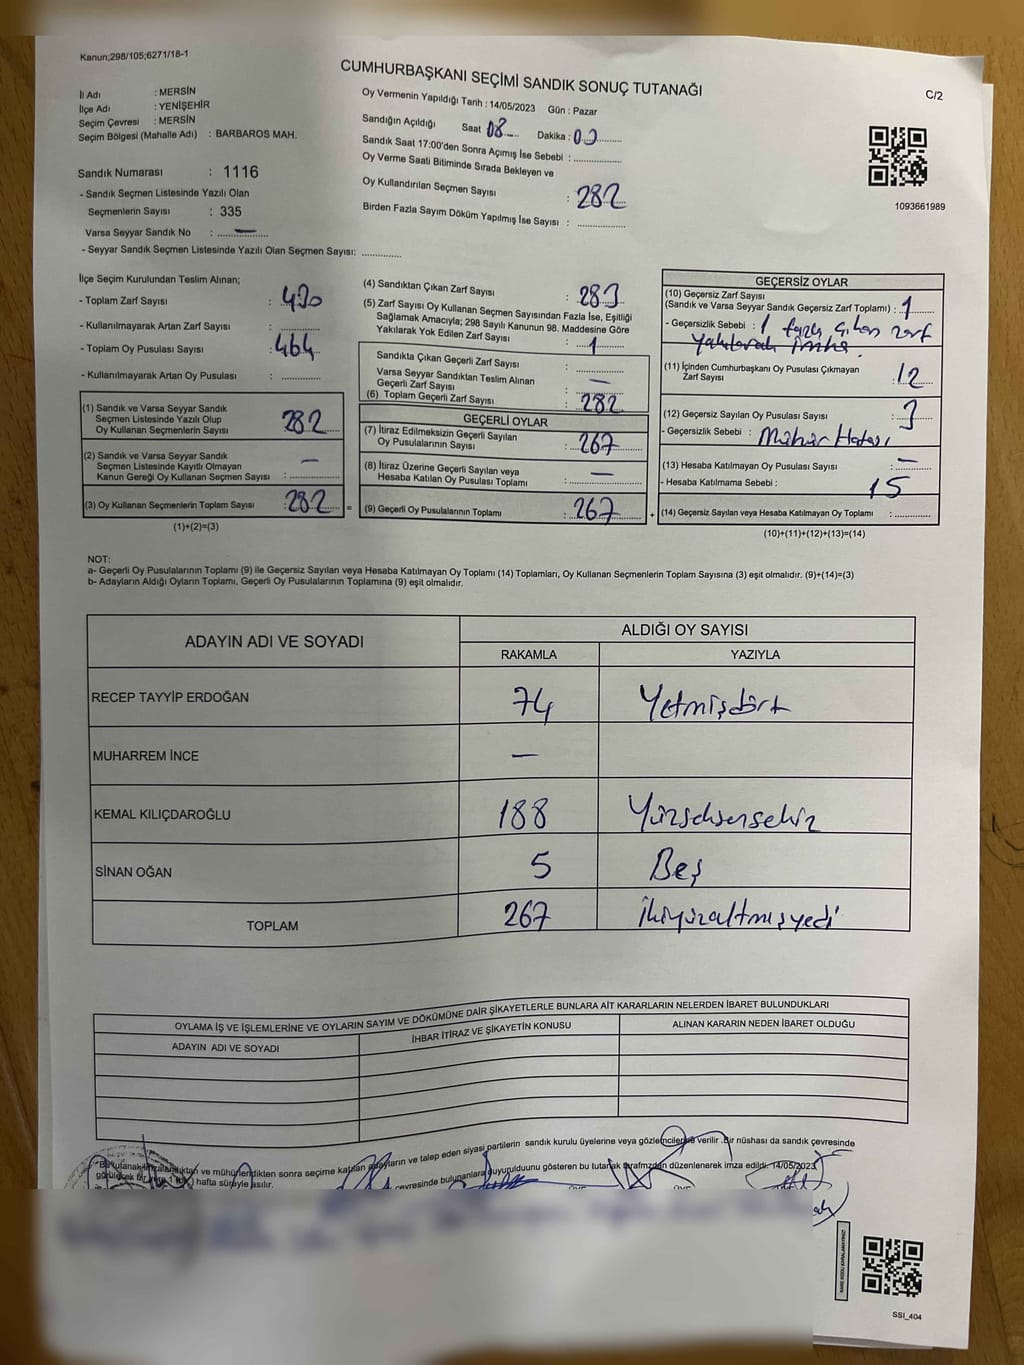 Kanun;298/105;6271/18-1
CUMHURBAŞKANI SEÇİMİ SANDIK SONUÇ TUTANAĞI
C/2
İl Adı : MERSİN
İlçe Adı : YENİŞEHİR
Seçim Çevresi : MERSİN
Seçim Bölgesi (Mahalle Adı) : BARBAROS MAH.
Sandık Numarası : 1116
- Sandık Seçmen Listesinde Yazılı Olan
Seçmenlerin Sayısı : 335
Varsa Seyyar Sandık No : —
- Seyyar Sandık Seçmen Listesinde Yazılı Olan Seçmen Sayısı:
Oy Vermenin Yapıldığı Tarih : 14/05/2023 Gün : Pazar
Sandığın Açıldığı Saat 08 Dakika : 00
Sandık Saat 17:00'den Sonra Açımış İse Sebebi :
Oy Verme Saati Bitiminde Sırada Bekleyen ve
Oy Kullandırılan Seçmen Sayısı : 282
Birden Fazla Sayım Döküm Yapılmış İse Sayısı :
1093661989
İlçe Seçim Kurulundan Teslim Alınan;
- Toplam Zarf Sayısı : 420
- Kullanılmayarak Artan Zarf Sayısı :
- Toplam Oy Pusulası Sayısı : 464
- Kullanılmayarak Artan Oy Pusulası :
(1) Sandık ve Varsa Seyyar Sandık
Seçmen Listesinde Yazılı Olup
Oy Kullanan Seçmenlerin Sayısı 282
(2) Sandık ve Varsa Seyyar Sandık
Seçmen Listesinde Kayıtlı Olmayan
Kanun Gereği Oy Kullanan Seçmen Sayısı : —
(3) Oy Kullanan Seçmenlerin Toplam Sayısı : 282
(1)+(2)=(3)
(4) Sandıktan Çıkan Zarf Sayısı : 283
(5) Zarf Sayısı Oy Kullanan Seçmen Sayısından Fazla İse, Eşitliği
Sağlamak Amacıyla; 298 Sayılı Kanunun 98. Maddesine Göre
Yakılarak Yok Edilen Zarf Sayısı : 1
Sandıkta Çıkan Geçerli Zarf Sayısı :
Varsa Seyyar Sandıktan Teslim Alınan
Geçerli Zarf Sayısı : —
(6) Toplam Geçerli Zarf Sayısı : 282
GEÇERLİ OYLAR
(7) İtiraz Edilmeksizin Geçerli Sayılan
Oy Pusulalarının Sayısı : 267
(8) İtiraz Üzerine Geçerli Sayılan veya
Hesaba Katılan Oy Pusulası Toplamı : —
(9) Geçerli Oy Pusulalarının Toplamı : 267
GEÇERSİZ OYLAR
(10) Geçersiz Zarf Sayısı
(Sandık ve Varsa Seyyar Sandık Geçersiz Zarf Toplamı) : 1
- Geçersizlik Sebebi : 1 fazla çıkan zarf
yakılarak imha.
(11) İçinden Cumhurbaşkanı Oy Pusulası Çıkmayan
Zarf Sayısı : 12
(12) Geçersiz Sayılan Oy Pusulası Sayısı : 3
- Geçersizlik Sebebi : Mühür Hatası
(13) Hesaba Katılmayan Oy Pusulası Sayısı : —
- Hesaba Katılmama Sebebi : 15
(14) Geçersiz Sayılan veya Hesaba Katılmayan Oy Toplamı :
(10)+(11)+(12)+(13)=(14)
NOT:
a- Geçerli Oy Pusulalarının Toplamı (9) ile Geçersiz Sayılan veya Hesaba Katılmayan Oy Toplamı (14) Toplamları, Oy Kullanan Seçmenlerin Toplam Sayısına (3) eşit olmalıdır. (9)+(14)=(3)
b- Adayların Aldığı Oyların Toplamı, Geçerli Oy Pusulalarının Toplamına (9) eşit olmalıdır.
ADAYIN ADI VE SOYADI
ALDIĞI OY SAYISI
RAKAMLA YAZIYLA
RECEP TAYYİP ERDOĞAN 74 Yetmişdört
MUHARREM İNCE —
KEMAL KILIÇDAROĞLU 188 Yüzseksensekiz
SİNAN OĞAN 5 Beş
TOPLAM 267 İkiyüzaltmışyedi
OYLAMA İŞ VE İŞLEMLERİNE VE OYLARIN SAYIM VE DÖKÜMÜNE DAİR ŞİKAYETLERLE BUNLARA AİT KARARLARIN NELERDEN İBARET BULUNDUKLARI
ADAYIN ADI VE SOYADI
İHBAR İTİRAZ VE ŞİKAYETİN KONUSU
ALINAN KARARIN NEDEN İBARET OLDUĞU
ve mühürlendikten sonra seçime katılan adayların ve talep eden siyasi partilerin sandık kurulu üyelerine veya gözlemcilerine verilir .Bir nüshası da sandık çevresinde
hafta süreyle asılır. çevresinde bulunanlara duyurulduunu gösteren bu tutanak tarafımızdan düzenlenerek imza edildi. 14/05/2023
SSI_404